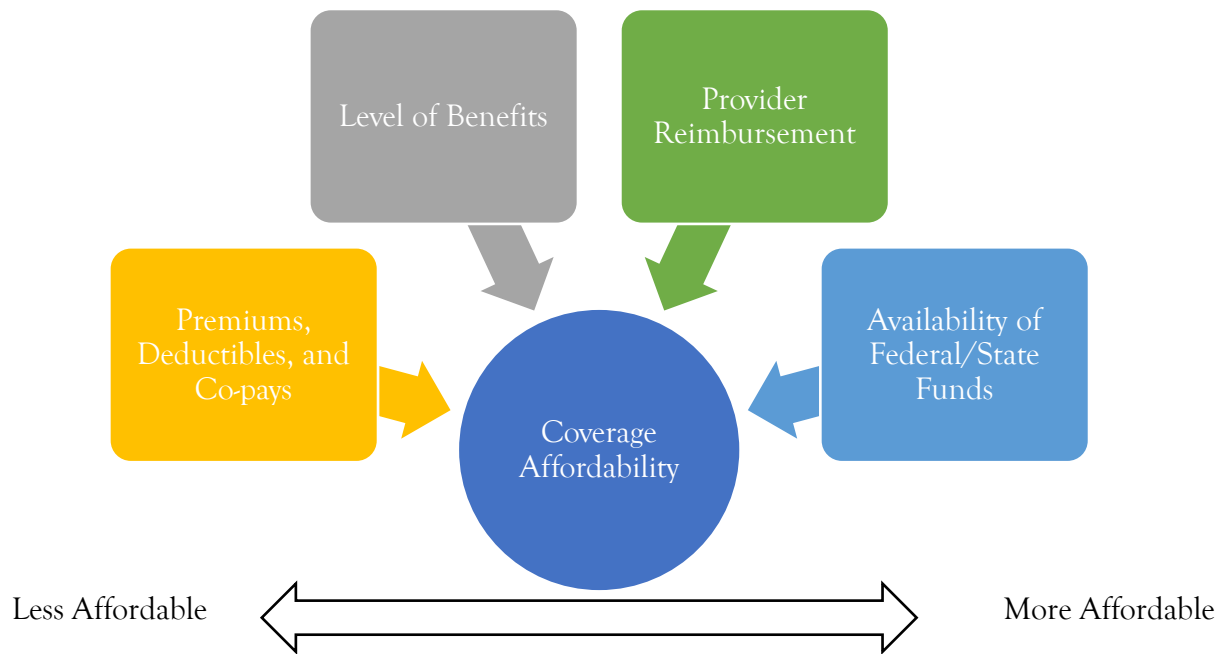 Level of Benefits
Provider
Reimbursement
Premiums,
Deductibles, and
Co-pays
Availability of
Federal/State
Funds
Coverage
Affordability
Less Affordable
More Affordable